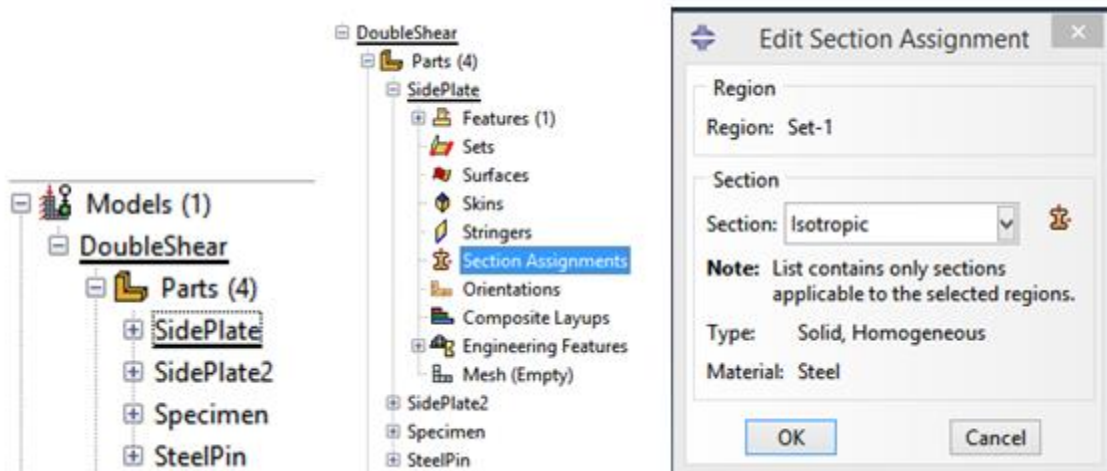 Models (1)
DoubleShear
Parts (4)
SidePlate
SidePlate2
Specimen
SteelPin
DoubleShear
Parts (4)
SidePlate
Features (1)
Sets
Surfaces
Skins
Stringers
Section Assignments
Orientations
Composite Layups
Engineering Features
Mesh (Empty)
SidePlate2
Specimen
SteelPin
Edit Section Assignment
Region
Region: Set-1
Section
Section: Isotropic
Note: List contains only sections
applicable to the selected regions.
Type: Solid, Homogeneous
Material: Steel
OK Cancel